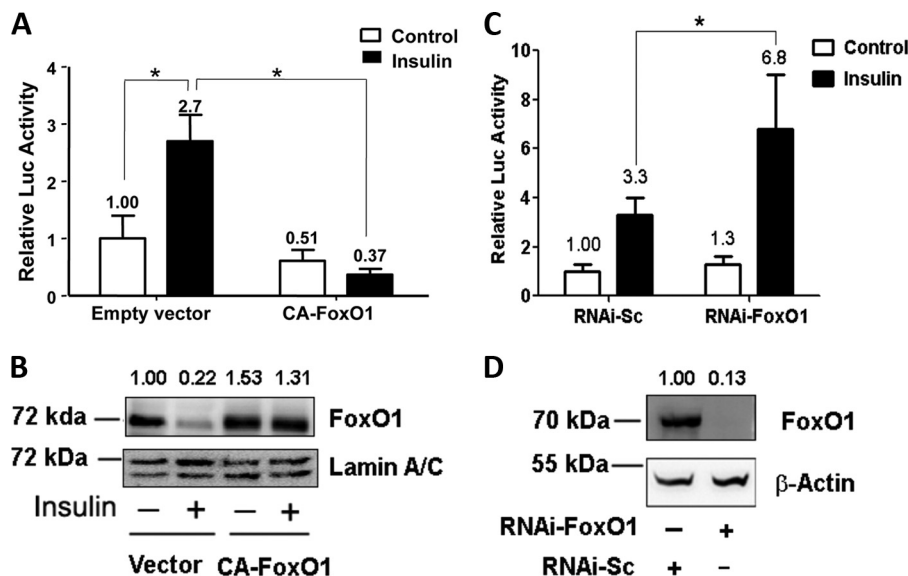 A
Control
Insulin
Relative Luc Activity
4
3
2
1
0
*
*
1.00
2.7
0.51
0.37
Empty vector
CA-FoxO1
C
Control
Insulin
Relative Luc Activity
10
8
6
4
2
0
*
1.00
3.3
1.3
6.8
RNAi-Sc
RNAi-FoxO1
B
1.00 0.22 1.53 1.31
72 kda
FoxO1
72 kDa
Lamin A/C
Insulin − + − +
Vector CA-FoxO1
D
1.00 0.13
70 kDa
FoxO1
55 kDa
β-Actin
RNAi-FoxO1 − +
RNAi-Sc + −